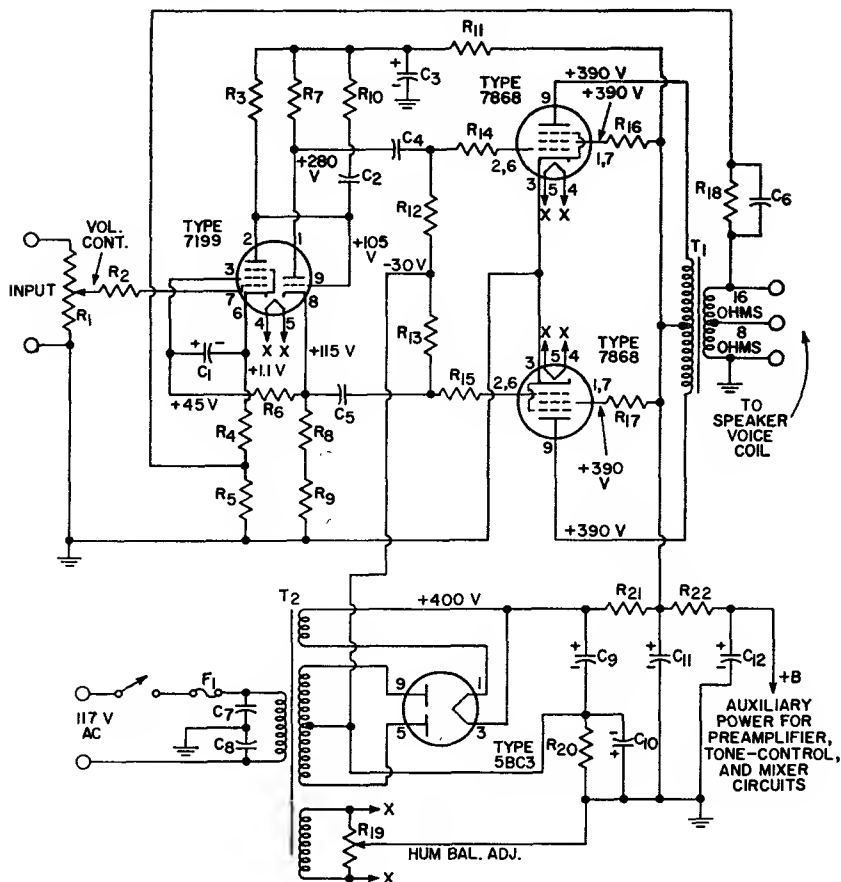 R11
TYPE
7868
+390 V
+390 V
9
R3
R7
R10
+
-
C3
C4
R14
R16
1,7
2,6
3
5
4
X X
+280
V
C2
R12
R18
C6
T1
VOL.
CONT.
TYPE
7199
2
1
+105
V
-30 V
INPUT
R2
R1
3
7
6
9
8
4
5
X X
+115 V
R13
16
OHMS
8
OHMS
X X
3
5
4
TYPE
7868
+ -
C1
+1.1 V
+45 V
R6
C5
R15
2,6
1,7
R17
9
+390
V
TO
SPEAKER
VOICE
COIL
R4
R8
R5
R9
+390 V
T2
+400 V
R21
R22
+
-
C9
+
-
C11
+
-
C12
+B
F1
117 V
AC
C7
C8
9
5
1
3
TYPE
5BC3
R20
-
+
C10
AUXILIARY
POWER FOR
PREAMPLIFIER,
TONE-CONTROL,
AND MIXER
CIRCUITS
X
R19
HUM BAL. ADJ.
X